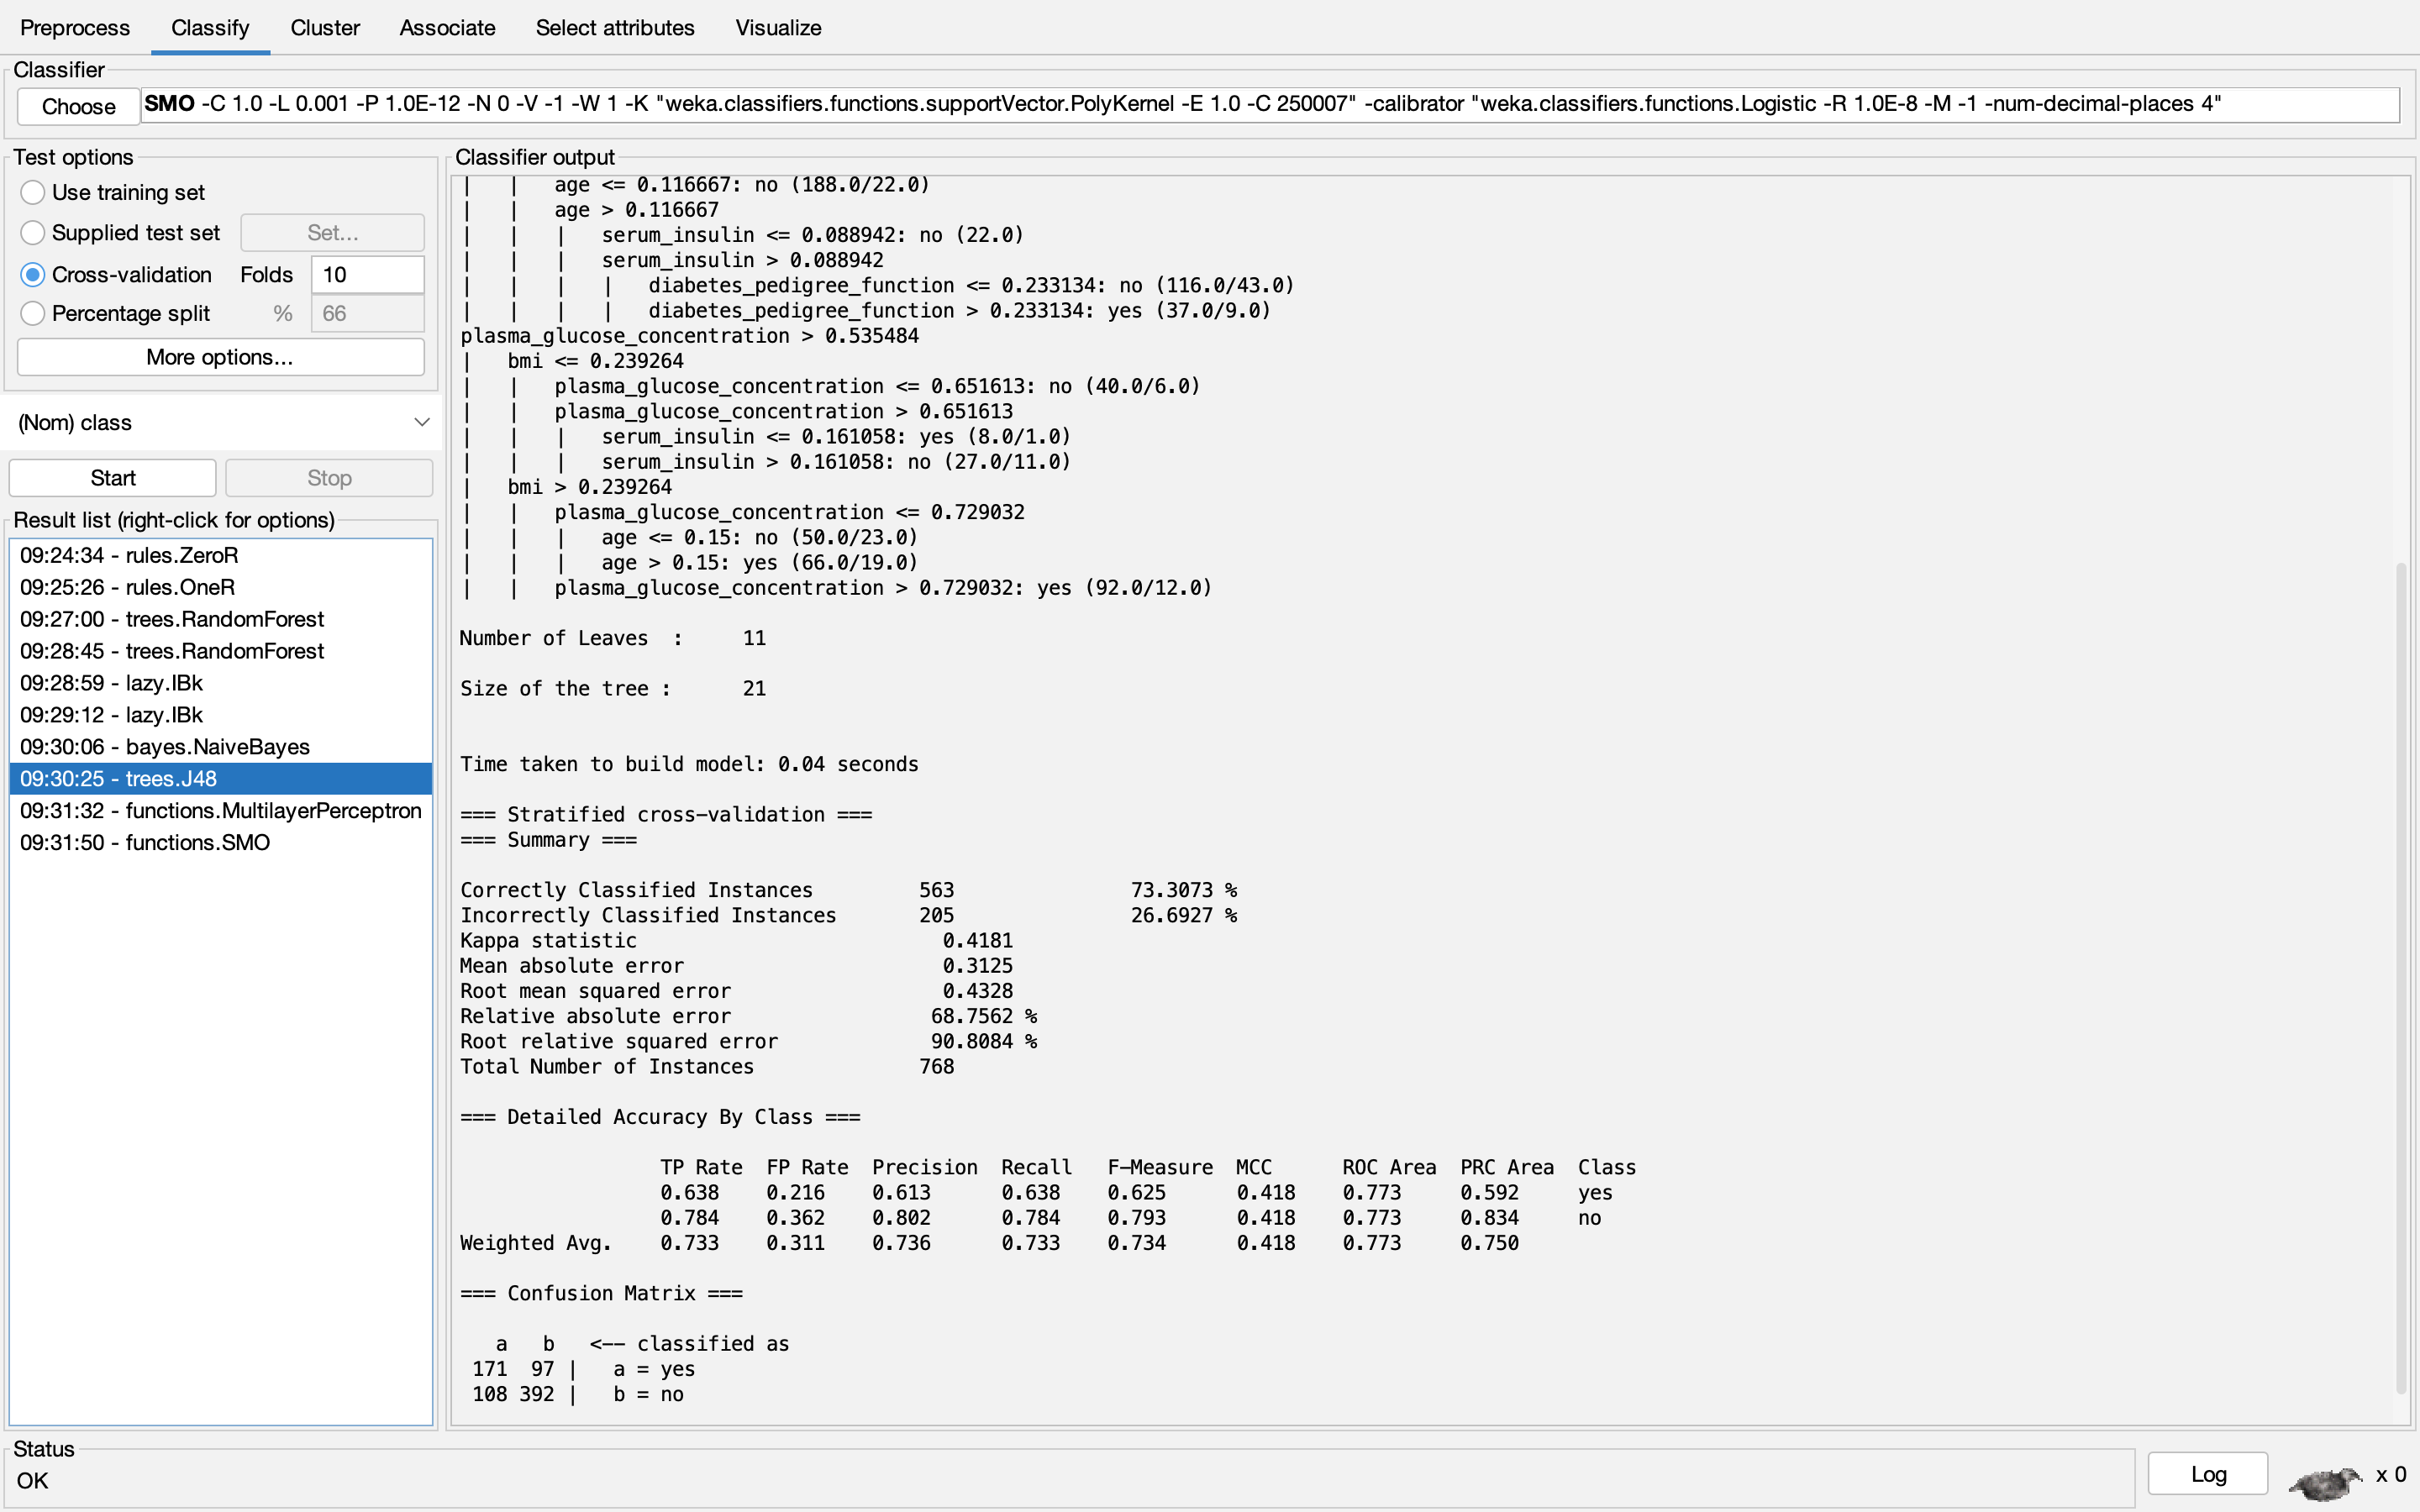 Preprocess Classify Cluster Associate Select attributes Visualize
Classifier
Choose SMO -C 1.0 -L 0.001 -P 1.0E-12 -N 0 -V -1 -W 1 -K "weka.classifiers.functions.supportVector.PolyKernel -E 1.0 -C 250007" -calibrator "weka.classifiers.functions.Logistic -R 1.0E-8 -M -1 -num-decimal-places 4"
Test options
Use training set
Supplied test set Set...
Cross-validation Folds 10
Percentage split % 66
More options...
(Nom) class
Start Stop
Result list (right-click for options)
09:24:34 - rules.ZeroR
09:25:26 - rules.OneR
09:27:00 - trees.RandomForest
09:28:45 - trees.RandomForest
09:28:59 - lazy.IBk
09:29:12 - lazy.IBk
09:30:06 - bayes.NaiveBayes
09:30:25 - trees.J48
09:31:32 - functions.MultilayerPerceptron
09:31:50 - functions.SMO
Classifier output
| | age <= 0.116667: no (188.0/22.0)
| | age > 0.116667
| | | serum_insulin <= 0.088942: no (22.0)
| | | serum_insulin > 0.088942
| | | | diabetes_pedigree_function <= 0.233134: no (116.0/43.0)
| | | | diabetes_pedigree_function > 0.233134: yes (37.0/9.0)
plasma_glucose_concentration > 0.535484
| bmi <= 0.239264
| | plasma_glucose_concentration <= 0.651613: no (40.0/6.0)
| | plasma_glucose_concentration > 0.651613
| | | serum_insulin <= 0.161058: yes (8.0/1.0)
| | | serum_insulin > 0.161058: no (27.0/11.0)
| bmi > 0.239264
| | plasma_glucose_concentration <= 0.729032
| | | age <= 0.15: no (50.0/23.0)
| | | age > 0.15: yes (66.0/19.0)
| | plasma_glucose_concentration > 0.729032: yes (92.0/12.0)
Number of Leaves : 11
Size of the tree : 21
Time taken to build model: 0.04 seconds
=== Stratified cross-validation ===
=== Summary ===
Correctly Classified Instances 563 73.3073 %
Incorrectly Classified Instances 205 26.6927 %
Kappa statistic 0.4181
Mean absolute error 0.3125
Root mean squared error 0.4328
Relative absolute error 68.7562 %
Root relative squared error 90.8084 %
Total Number of Instances 768
=== Detailed Accuracy By Class ===
TP Rate FP Rate Precision Recall F-Measure MCC ROC Area PRC Area Class
0.638 0.216 0.613 0.638 0.625 0.418 0.773 0.592 yes
0.784 0.362 0.802 0.784 0.793 0.418 0.773 0.834 no
Weighted Avg. 0.733 0.311 0.736 0.733 0.734 0.418 0.773 0.750
=== Confusion Matrix ===
a b <-- classified as
171 97 | a = yes
108 392 | b = no
Status
OK
Log x 0